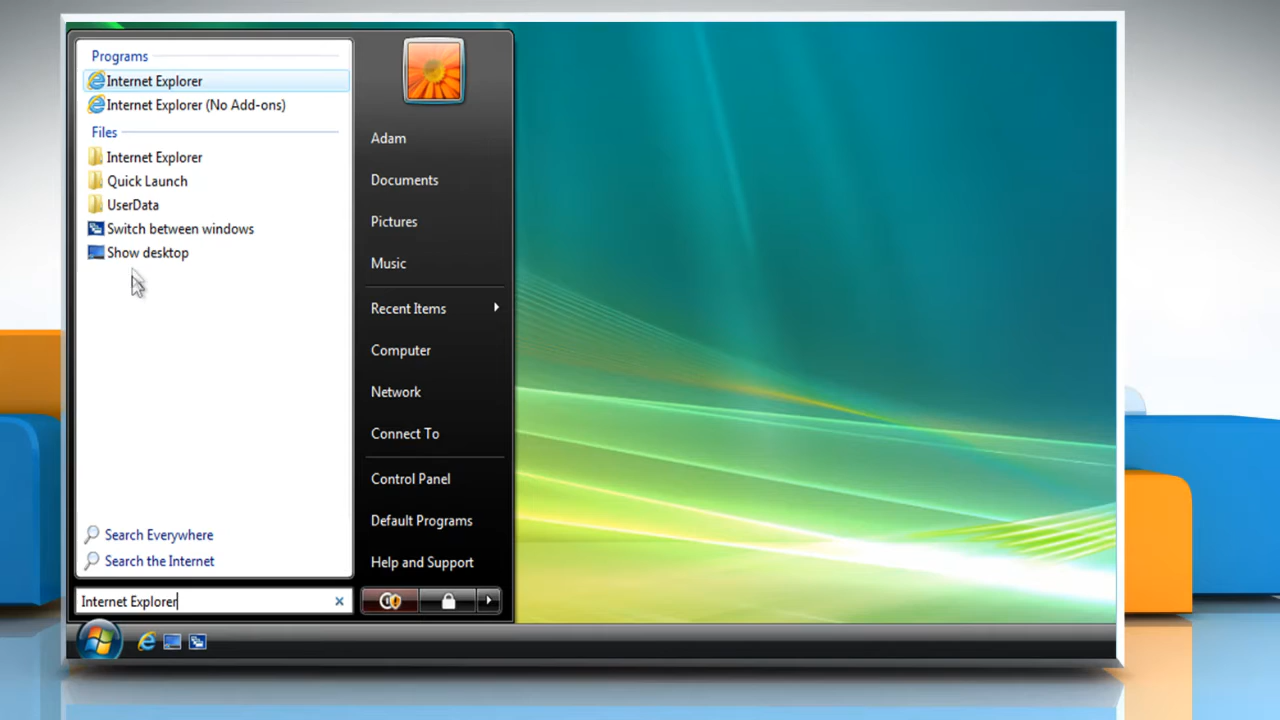 Programs
Internet Explorer
Internet Explorer (No Add-ons)
Files
Internet Explorer
Quick Launch
UserData
Switch between windows
Show desktop
Search Everywhere
Search the Internet
Internet Explorer
Adam
Documents
Pictures
Music
Recent Items
Computer
Network
Connect To
Control Panel
Default Programs
Help and Support